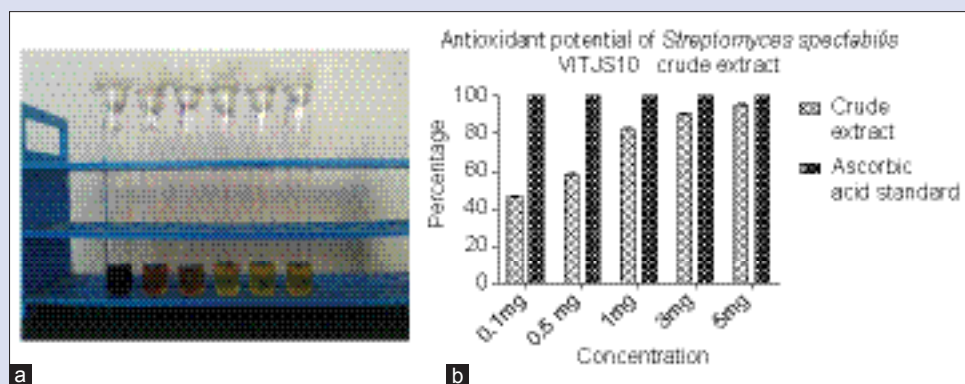 Antioxidant potential of Streptomyces spectabilis
VITJS10 crude extract
100
80
60
40
20
0
Percentage
0.1mg
0.5 mg
1mg
3mg
5mg
Concentration
Crude
extract
Ascorbic
acid standard
a
b